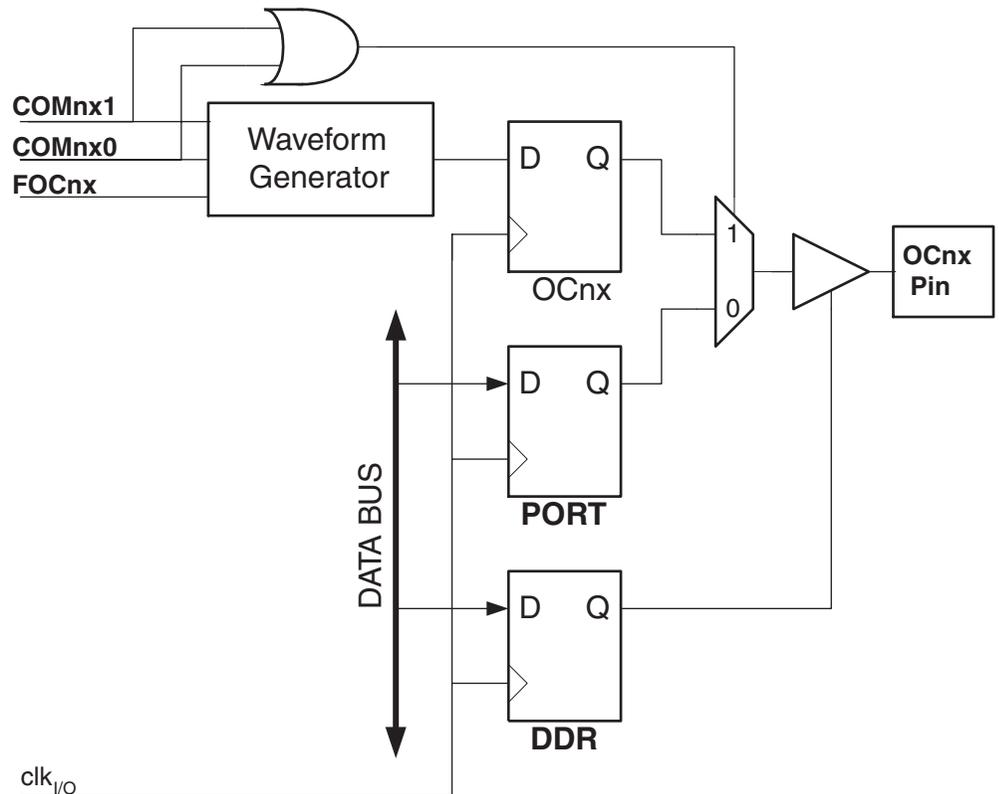 COMnx1
COMnx0
FOCnx
Waveform
Generator
D Q
OCnx
1
0
OCnx
Pin
D Q
PORT
DATA BUS
D Q
DDR
clkI/O